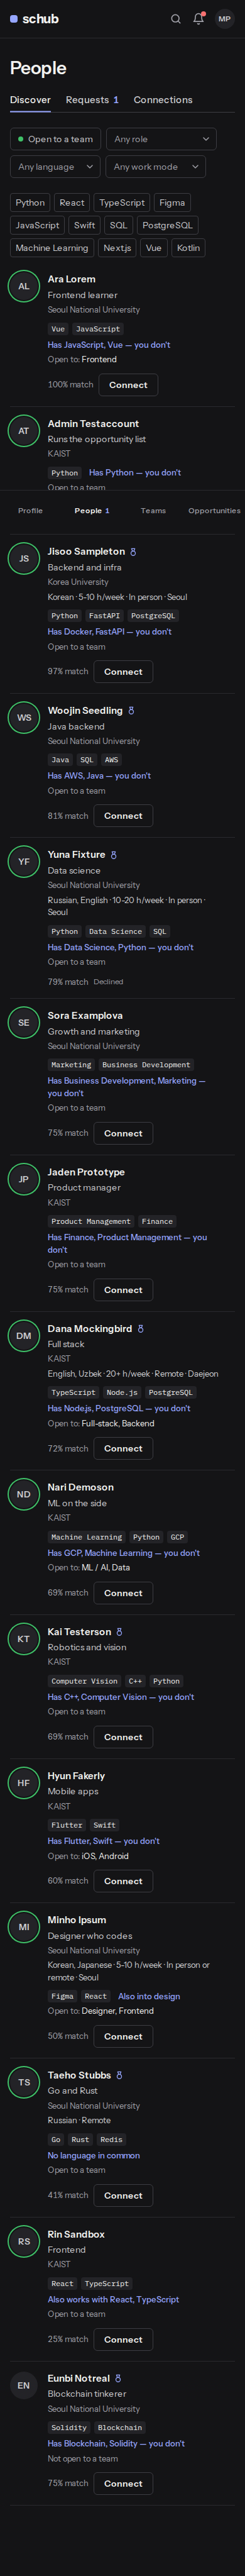 schub
MP
People
Discover
Requests 1
Connections
Open to a team
Any role
Any language
Any work mode
Python
React
TypeScript
Figma
JavaScript
Swift
SQL
PostgreSQL
Machine Learning
Next.js
Vue
Kotlin
AL
Ara Lorem
Frontend learner
Seoul National University
Vue
JavaScript
Has JavaScript, Vue — you don't
Open to: Frontend
100% match
Connect
AT
Admin Testaccount
Runs the opportunity list
KAIST
Python
Has Python — you don't
Open to a team
Profile
People 1
Teams
Opportunities
JS
Jisoo Sampleton
Backend and infra
Korea University
Korean · 5-10 h/week · In person · Seoul
Python
FastAPI
PostgreSQL
Has Docker, FastAPI — you don't
Open to a team
97% match
Connect
WS
Woojin Seedling
Java backend
Seoul National University
Java
SQL
AWS
Has AWS, Java — you don't
Open to a team
81% match
Connect
YF
Yuna Fixture
Data science
Seoul National University
Russian, English · 10-20 h/week · In person ·
Seoul
Python
Data Science
SQL
Has Data Science, Python — you don't
Open to a team
79% match
Declined
SE
Sora Examplova
Growth and marketing
Seoul National University
Marketing
Business Development
Has Business Development, Marketing —
you don't
Open to a team
75% match
Connect
JP
Jaden Prototype
Product manager
KAIST
Product Management
Finance
Has Finance, Product Management — you
don't
Open to a team
75% match
Connect
DM
Dana Mockingbird
Full stack
KAIST
English, Uzbek · 20+ h/week · Remote · Daejeon
TypeScript
Node.js
PostgreSQL
Has Node.js, PostgreSQL — you don't
Open to: Full-stack, Backend
72% match
Connect
ND
Nari Demoson
ML on the side
KAIST
Machine Learning
Python
GCP
Has GCP, Machine Learning — you don't
Open to: ML / AI, Data
69% match
Connect
KT
Kai Testerson
Robotics and vision
KAIST
Computer Vision
C++
Python
Has C++, Computer Vision — you don't
Open to a team
69% match
Connect
HF
Hyun Fakerly
Mobile apps
KAIST
Flutter
Swift
Has Flutter, Swift — you don't
Open to: iOS, Android
60% match
Connect
MI
Minho Ipsum
Designer who codes
Seoul National University
Korean, Japanese · 5-10 h/week · In person or
remote · Seoul
Figma
React
Also into design
Open to: Designer, Frontend
50% match
Connect
TS
Taeho Stubbs
Go and Rust
Seoul National University
Russian · Remote
Go
Rust
Redis
No language in common
Open to a team
41% match
Connect
RS
Rin Sandbox
Frontend
KAIST
React
TypeScript
Also works with React, TypeScript
Open to a team
25% match
Connect
EN
Eunbi Notreal
Blockchain tinkerer
Seoul National University
Solidity
Blockchain
Has Blockchain, Solidity — you don't
Not open to a team
75% match
Connect